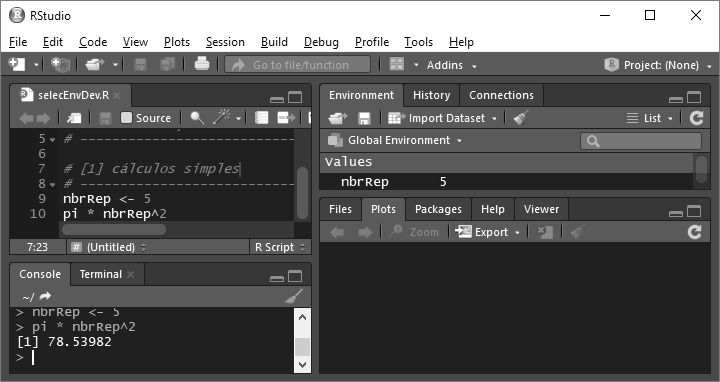 RStudio
File Edit Code View Plots Session Build Debug Profile Tools Help
Go to file/function Addins Project: (None)
selecEnvDev.R
Source
5 # ---------------------------
6
7 # [1] cálculos simples
8 # ---------------------------
9 nbrRep <- 5
10 pi * nbrRep^2
7:23 # (Untitled) R Script
Console Terminal
~/
> nbrRep <- 5
> pi * nbrRep^2
[1] 78.53982
>
Environment History Connections
Import Dataset List
Global Environment
Values
nbrRep 5
Files Plots Packages Help Viewer
Zoom Export